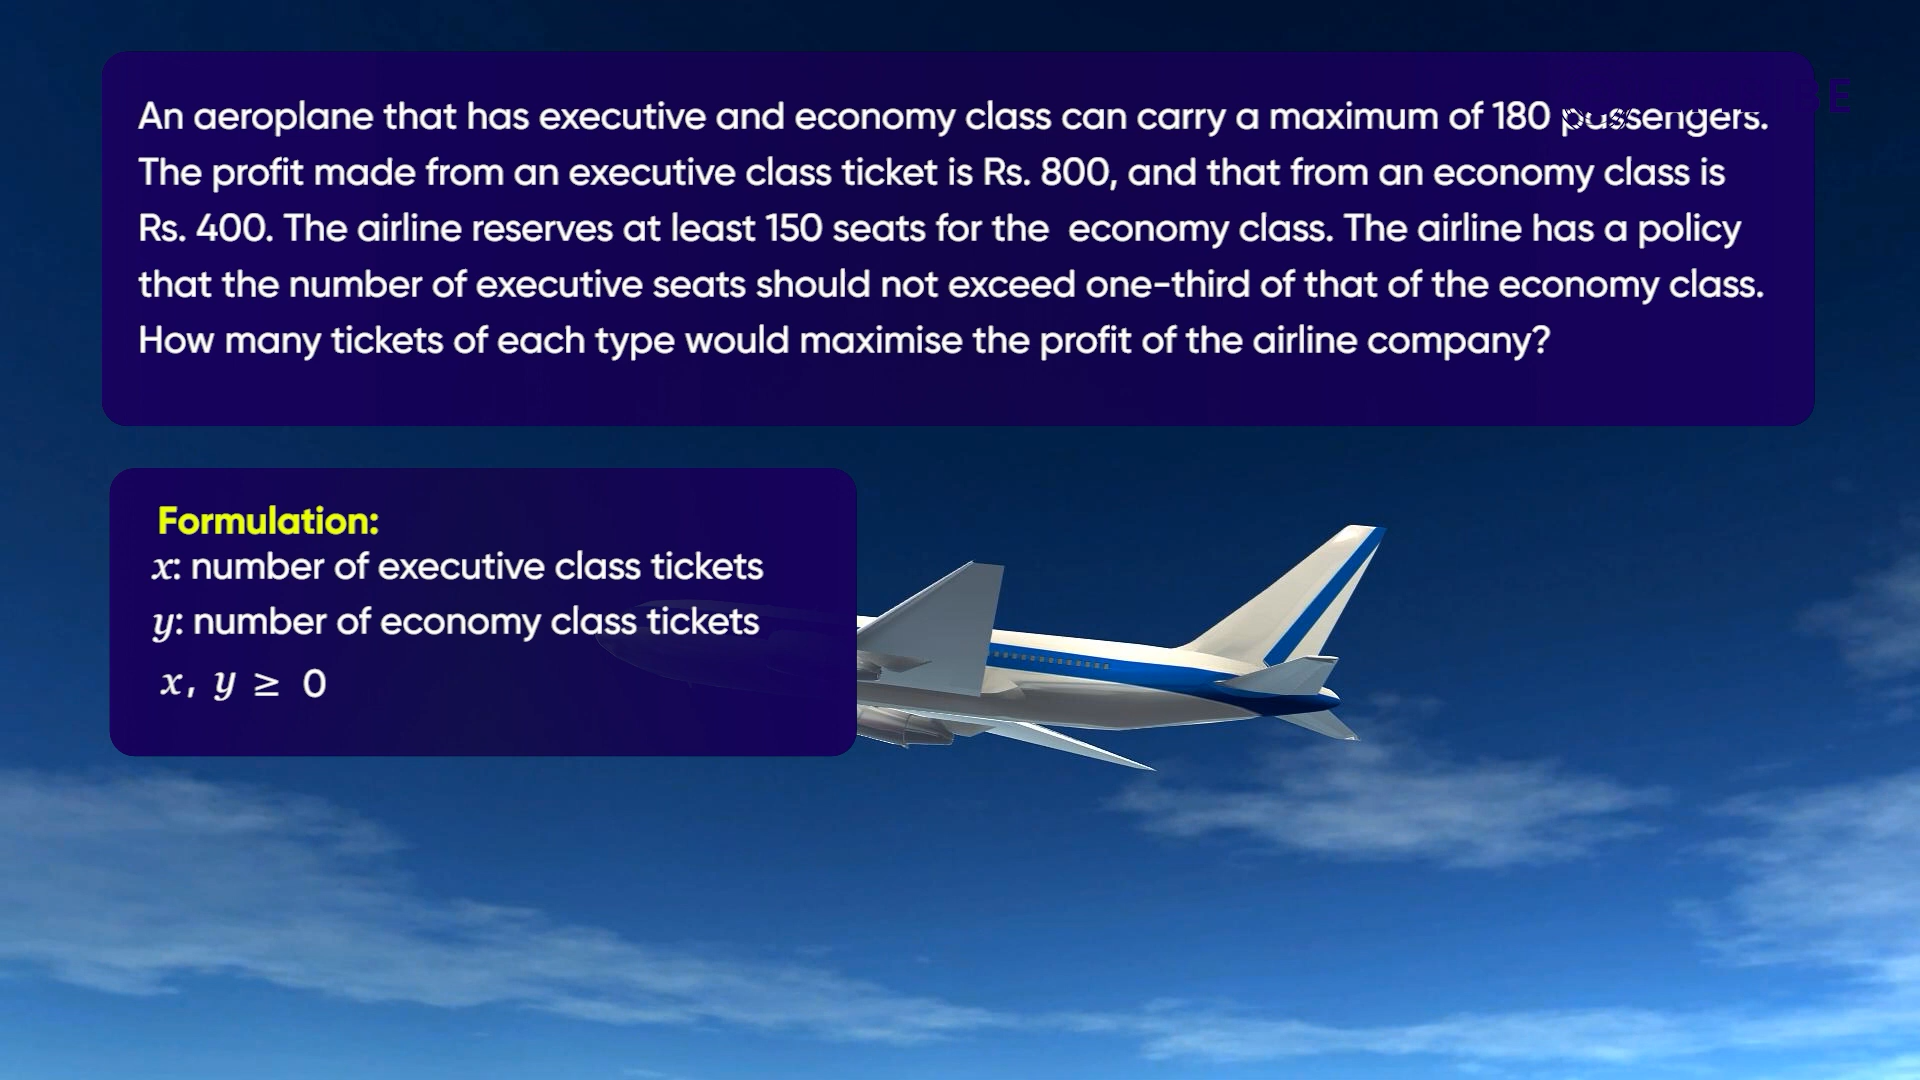 An aeroplane that has executive and economy class can carry a maximum of 180 passengers.
The profit made from an executive class ticket is Rs. 800, and that from an economy class is
Rs. 400. The airline reserves at least 150 seats for the economy class. The airline has a policy
that the number of executive seats should not exceed one-third of that of the economy class.
How many tickets of each type would maximise the profit of the airline company?
Formulation:
x: number of executive class tickets
y: number of economy class tickets
x, y ≥ 0